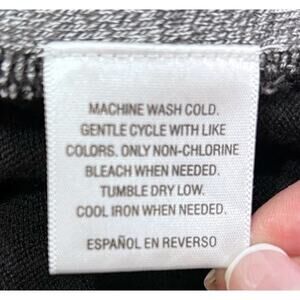 MACHINE WASH COLD.
GENTLE CYCLE WITH LIKE
COLORS. ONLY NON-CHLORINE
BLEACH WHEN NEEDED.
TUMBLE DRY LOW.
COOL IRON WHEN NEEDED.
ESPAÑOL EN REVERSO